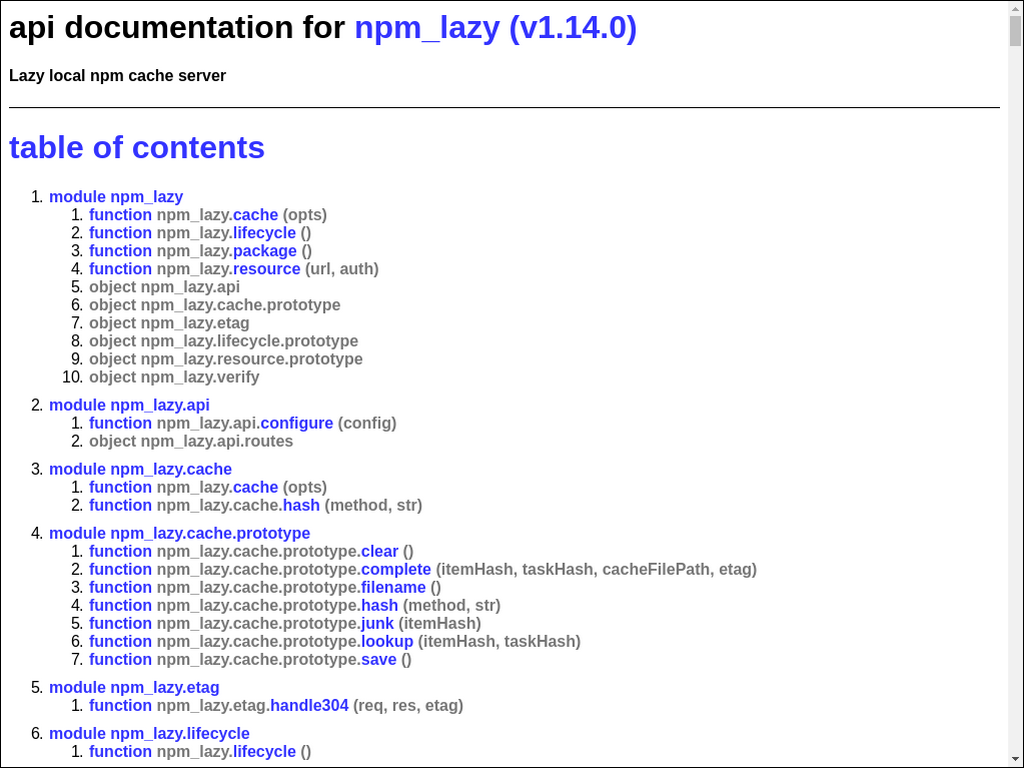 api documentation for npm_lazy (v1.14.0)
Lazy local npm cache server
table of contents
1. module npm_lazy
1. function npm_lazy.cache (opts)
2. function npm_lazy.lifecycle ()
3. function npm_lazy.package ()
4. function npm_lazy.resource (url, auth)
5. object npm_lazy.api
6. object npm_lazy.cache.prototype
7. object npm_lazy.etag
8. object npm_lazy.lifecycle.prototype
9. object npm_lazy.resource.prototype
10. object npm_lazy.verify
2. module npm_lazy.api
1. function npm_lazy.api.configure (config)
2. object npm_lazy.api.routes
3. module npm_lazy.cache
1. function npm_lazy.cache (opts)
2. function npm_lazy.cache.hash (method, str)
4. module npm_lazy.cache.prototype
1. function npm_lazy.cache.prototype.clear ()
2. function npm_lazy.cache.prototype.complete (itemHash, taskHash, cacheFilePath, etag)
3. function npm_lazy.cache.prototype.filename ()
4. function npm_lazy.cache.prototype.hash (method, str)
5. function npm_lazy.cache.prototype.junk (itemHash)
6. function npm_lazy.cache.prototype.lookup (itemHash, taskHash)
7. function npm_lazy.cache.prototype.save ()
5. module npm_lazy.etag
1. function npm_lazy.etag.handle304 (req, res, etag)
6. module npm_lazy.lifecycle
1. function npm_lazy.lifecycle ()